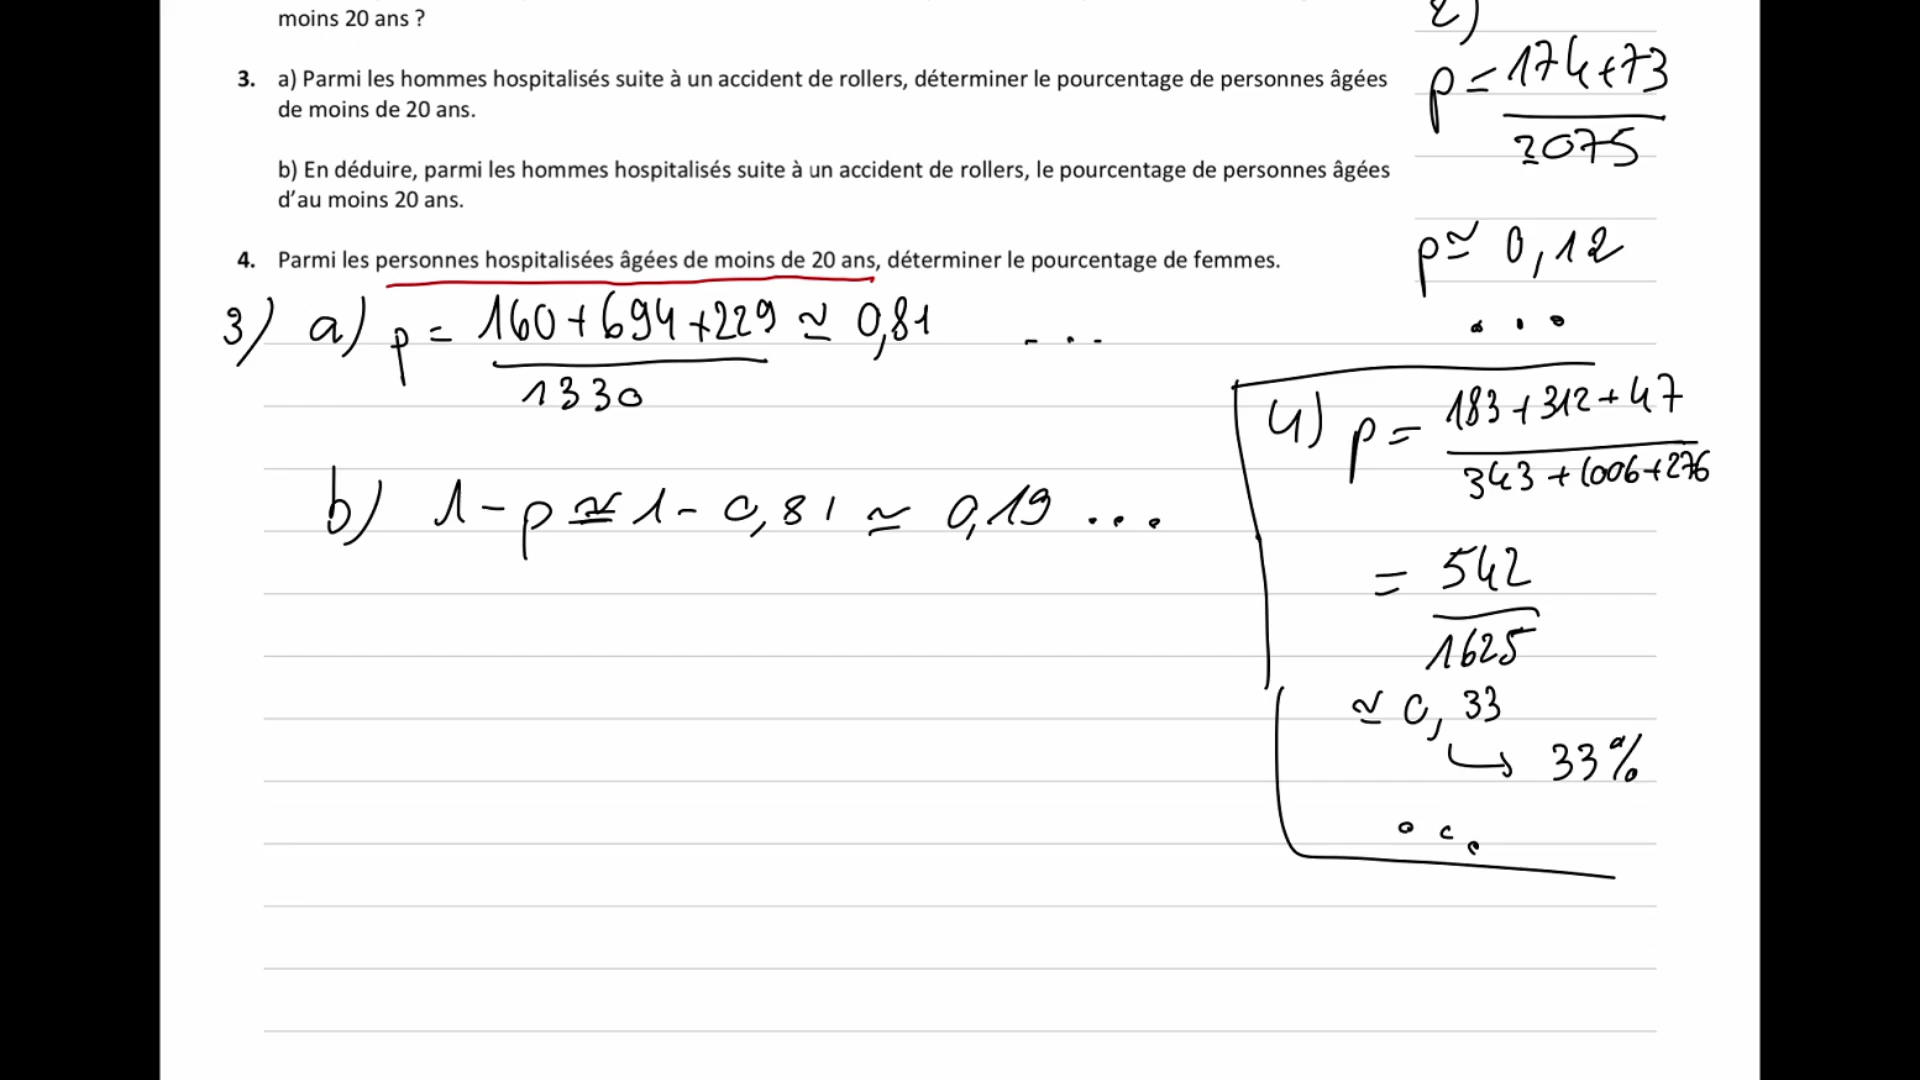 moins 20 ans ?
3. a) Parmi les hommes hospitalisés suite à un accident de rollers, déterminer le pourcentage de personnes âgées
de moins de 20 ans.
b) En déduire, parmi les hommes hospitalisés suite à un accident de rollers, le pourcentage de personnes âgées
d’au moins 20 ans.
4. Parmi les personnes hospitalisées âgées de moins de 20 ans, déterminer le pourcentage de femmes.
3) a) p = 160+694+229 ≃ 0,81 ...
1330
b) 1-p ≃ 1-0,81 ≃ 0,19 ...
2)
p = 174+73
2075
p ≃ 0,12
...
4) p = 183+312+47
343+1006+276
= 542
1625
≃ 0,33
↳ 33%
...